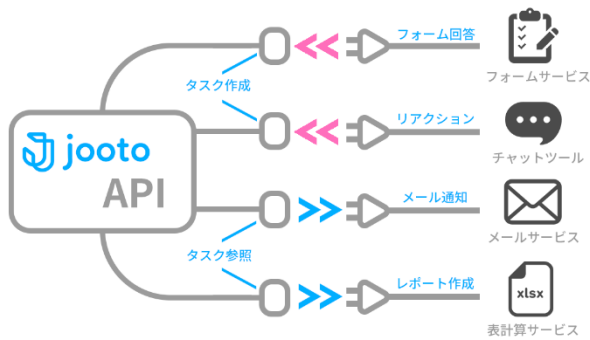 フォーム回答
フォームサービス
タスク作成
リアクション
チャットツール
jooto
API
メール通知
メールサービス
タスク参照
レポート作成
xlsx
表計算サービス